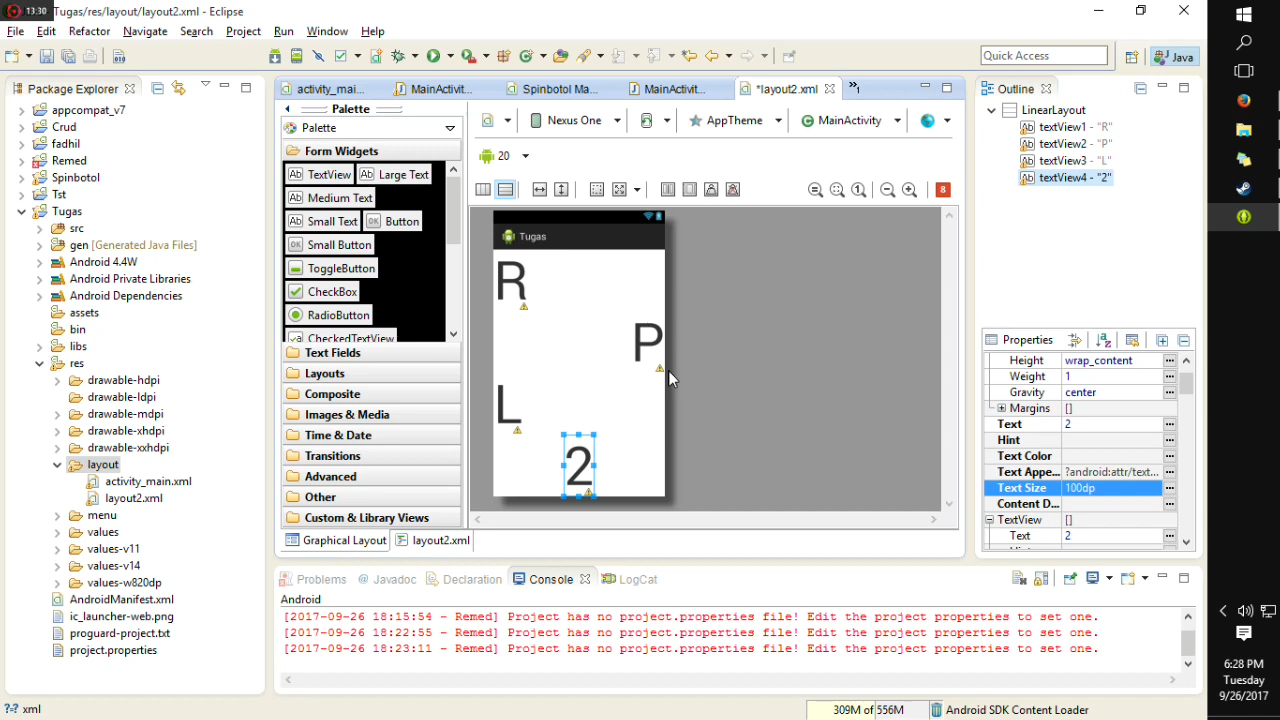 13:30
Tugas/res/layout/layout2.xml - Eclipse
File Edit Refactor Navigate Search Project Run Window Help
Quick Access
Java
Package Explorer
appcompat_v7
Crud
fadhil
Remed
Spinbotol
Tst
Tugas
src
gen [Generated Java Files]
Android 4.4W
Android Private Libraries
Android Dependencies
assets
bin
libs
res
drawable-hdpi
drawable-ldpi
drawable-mdpi
drawable-xhdpi
drawable-xxhdpi
layout
activity_main.xml
layout2.xml
menu
values
values-v11
values-v14
values-w820dp
AndroidManifest.xml
ic_launcher-web.png
proguard-project.txt
project.properties
activity_mai... MainActivit... Spinbotol Ma... MainActivit... *layout2.xml »1
Palette
Palette
Form Widgets
Ab TextView Ab Large Text
Ab Medium Text
Ab Small Text OK Button
OK Small Button
ToggleButton
CheckBox
RadioButton
CheckedTextView
Text Fields
Layouts
Composite
Images & Media
Time & Date
Transitions
Advanced
Other
Custom & Library Views
Nexus One AppTheme C MainActivity
20
8
Tugas
R
P
L
2
Graphical Layout layout2.xml
Outline
LinearLayout
Ab textView1 - "R"
Ab textView2 - "P"
Ab textView3 - "L"
Ab textView4 - "2"
Properties
Height wrap_content
Weight 1
Gravity center
Margins []
Text 2
Hint
Text Color
Text Appe... ?android:attr/text...
Text Size 100dp
Content D...
TextView []
Text 2
Problems @ Javadoc Declaration Console LogCat
Android
[2017-09-26 18:15:54 - Remed] Project has no project.properties file! Edit the project properties to set one.
[2017-09-26 18:22:55 - Remed] Project has no project.properties file! Edit the project properties to set one.
[2017-09-26 18:23:11 - Remed] Project has no project.properties file! Edit the project properties to set one.
xml
309M of 556M
Android SDK Content Loader
6:28 PM
Tuesday
9/26/2017